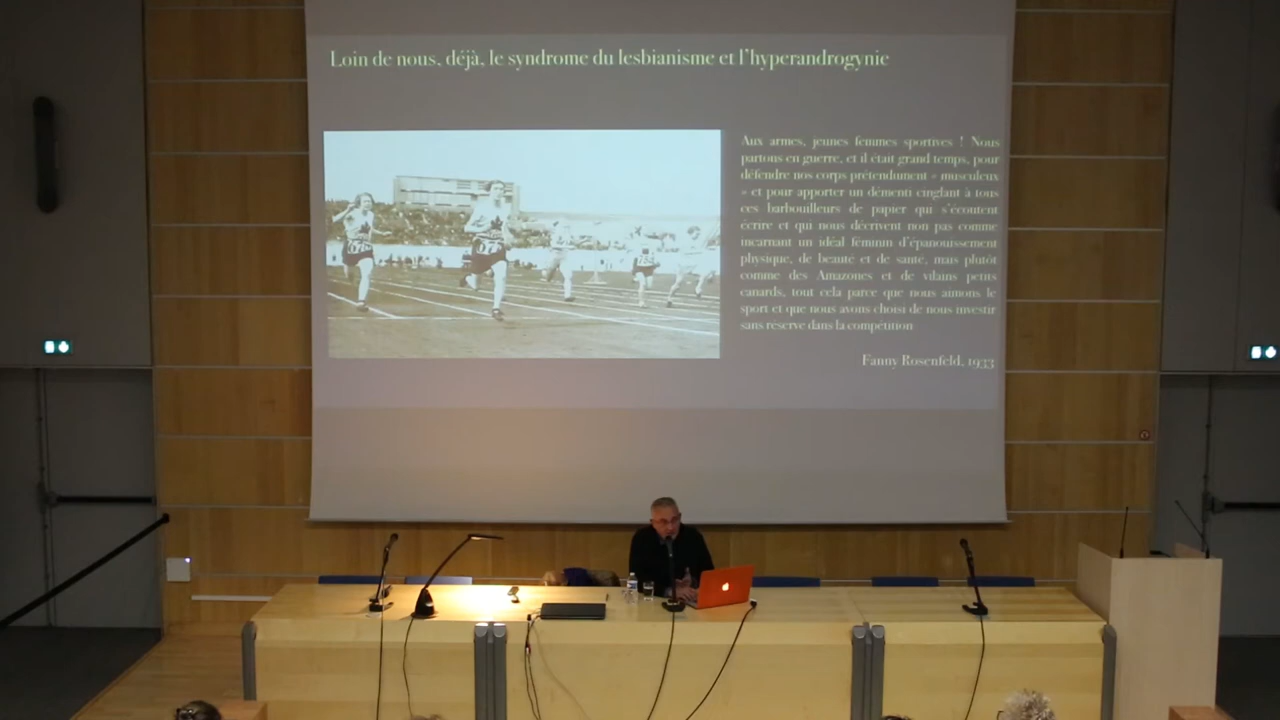 Loin de nous, déjà, le syndrome du lesbianisme et l'hyperandrogynie
Aux armes, jeunes femmes sportives ! Nous
partons en guerre, et il était grand temps, pour
défendre nos corps prétendument « musculeux
» et pour apporter un démenti cinglant à tous
ces barbouilleurs de papier qui s'écoutent
écrire et qui nous décrivent non pas comme
incarnant un idéal féminin d'épanouissement
physique, de beauté et de santé, mais plutôt
comme des Amazones et de vilains petits
canards, tout cela parce que nous aimons le
sport et que nous avons choisi de nous investir
sans reserve dans la compétition
Fanny Rosenfeld, 1933